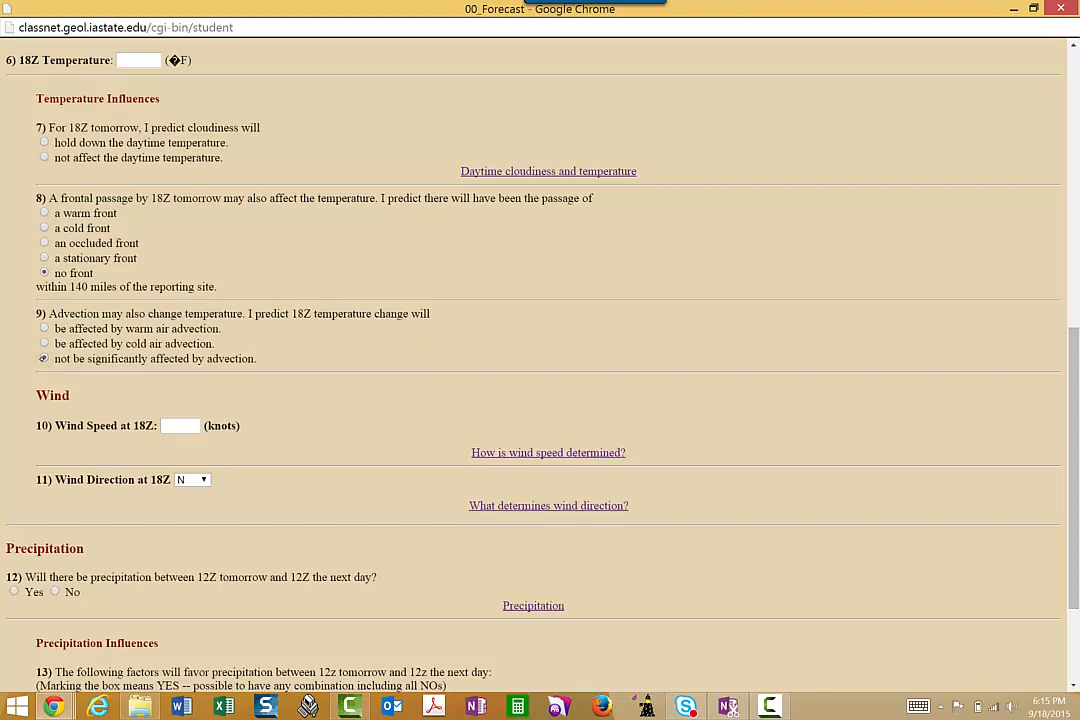 00_Forecast - Google Chrome
classnet.geol.iastate.edu/cgi-bin/student
6) 18Z Temperature: (�F)
Temperature Influences
7) For 18Z tomorrow, I predict cloudiness will
hold down the daytime temperature.
not affect the daytime temperature.
Daytime cloudiness and temperature
8) A frontal passage by 18Z tomorrow may also affect the temperature. I predict there will have been the passage of
a warm front
a cold front
an occluded front
a stationary front
no front
within 140 miles of the reporting site.
9) Advection may also change temperature. I predict 18Z temperature change will
be affected by warm air advection.
be affected by cold air advection.
not be significantly affected by advection.
Wind
10) Wind Speed at 18Z: (knots)
How is wind speed determined?
11) Wind Direction at 18Z N
What determines wind direction?
Precipitation
12) Will there be precipitation between 12Z tomorrow and 12Z the next day?
Yes No
Precipitation
Precipitation Influences
13) The following factors will favor precipitation between 12z tomorrow and 12z the next day:
(Marking the box means YES -- possible to have any combination including all NOs)
6:15 PM
9/18/2015